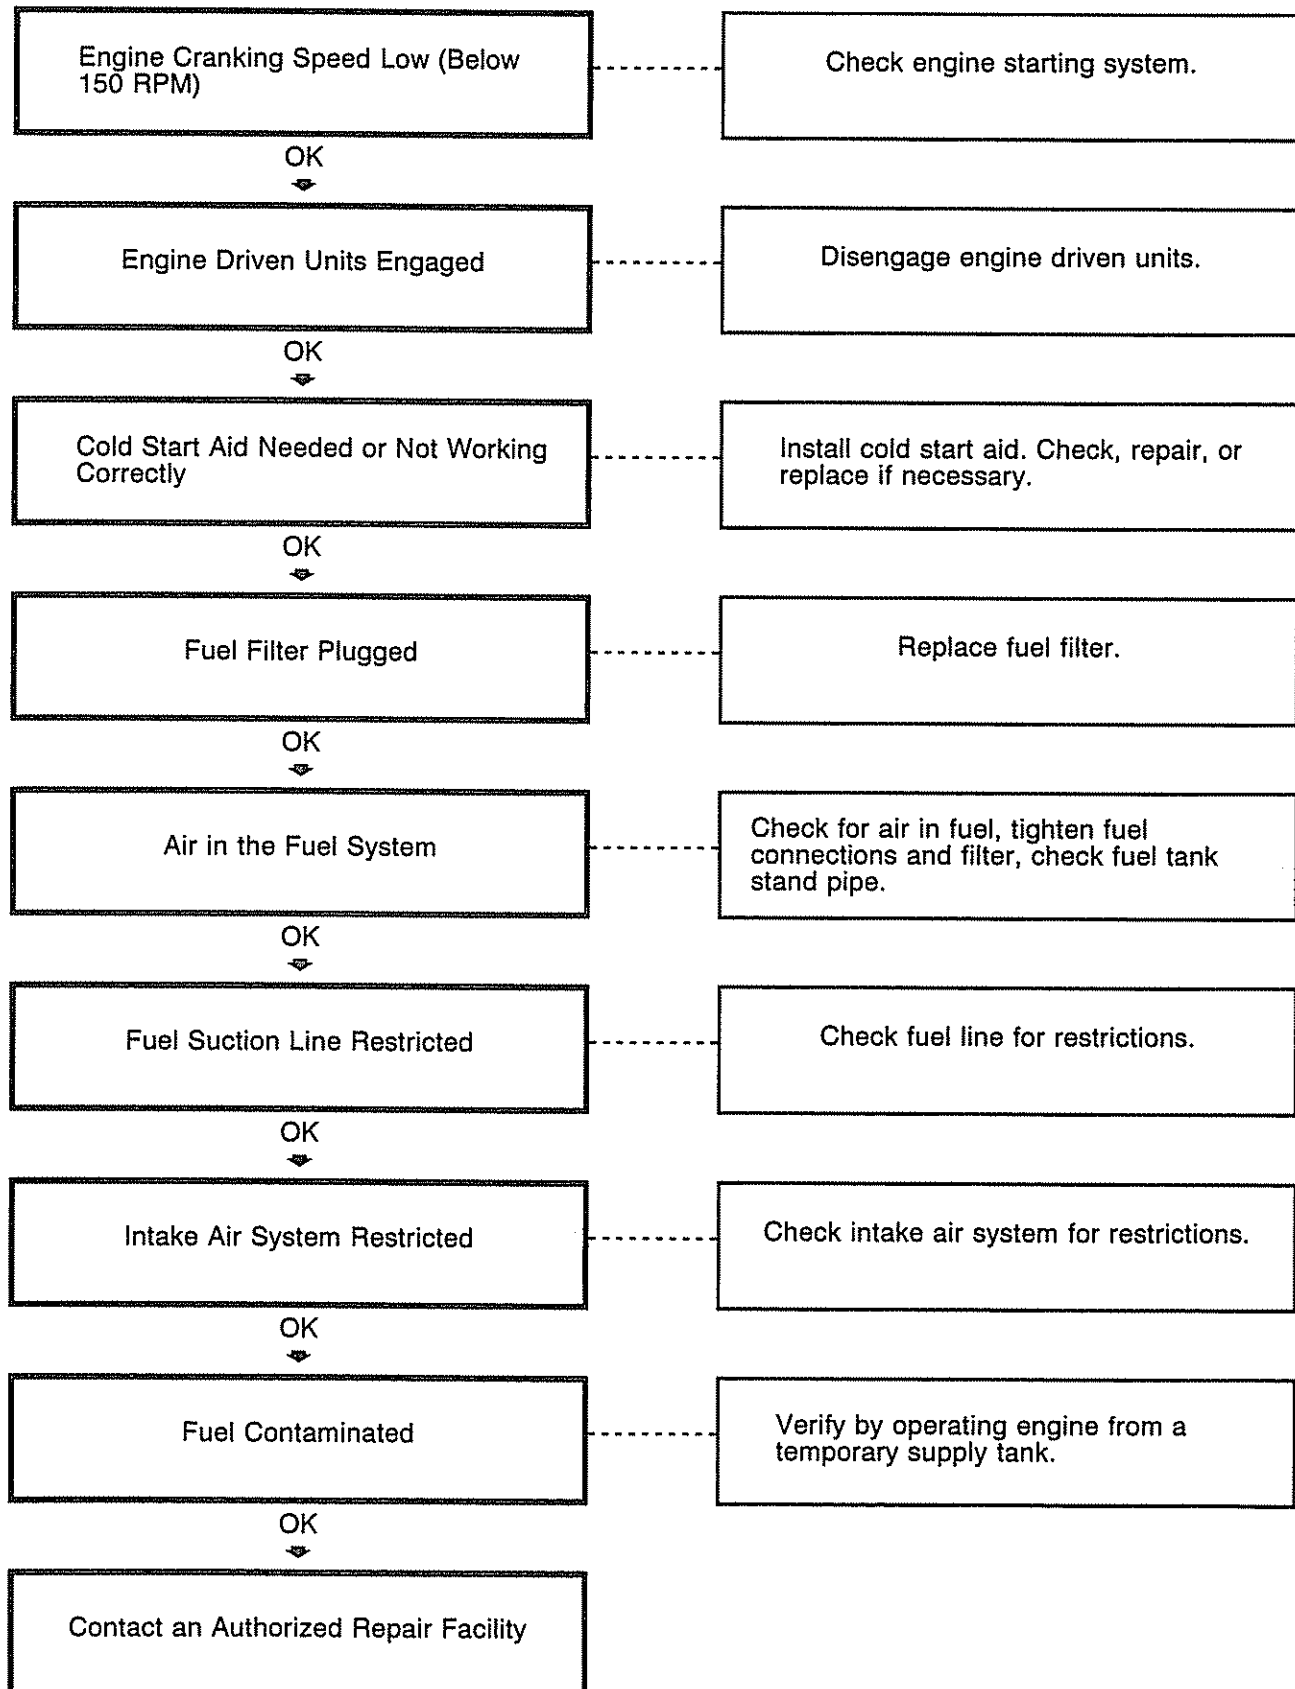 Engine Cranking Speed Low (Below
150 RPM)
Check engine starting system.
OK
Engine Driven Units Engaged
Disengage engine driven units.
OK
Cold Start Aid Needed or Not Working
Correctly
Install cold start aid. Check, repair, or
replace if necessary.
OK
Fuel Filter Plugged
Replace fuel filter.
OK
Air in the Fuel System
Check for air in fuel, tighten fuel
connections and filter, check fuel tank
stand pipe.
OK
Fuel Suction Line Restricted
Check fuel line for restrictions.
OK
Intake Air System Restricted
Check intake air system for restrictions.
OK
Fuel Contaminated
Verify by operating engine from a
temporary supply tank.
OK
Contact an Authorized Repair Facility